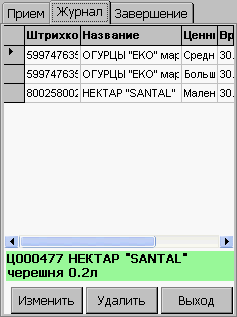 Прием Журнал Завершение
Штрихко Название Ценни Вр
599747635 ОГУРЦЫ "ЕКО" мар Средн 30.
599747635 ОГУРЦЫ "ЕКО" мар Больш 30.
800258002 НЕКТАР "SANTAL" Мален 30.
Ц000477 НЕКТАР "SANTAL"
черешня 0.2л
Изменить Удалить Выход